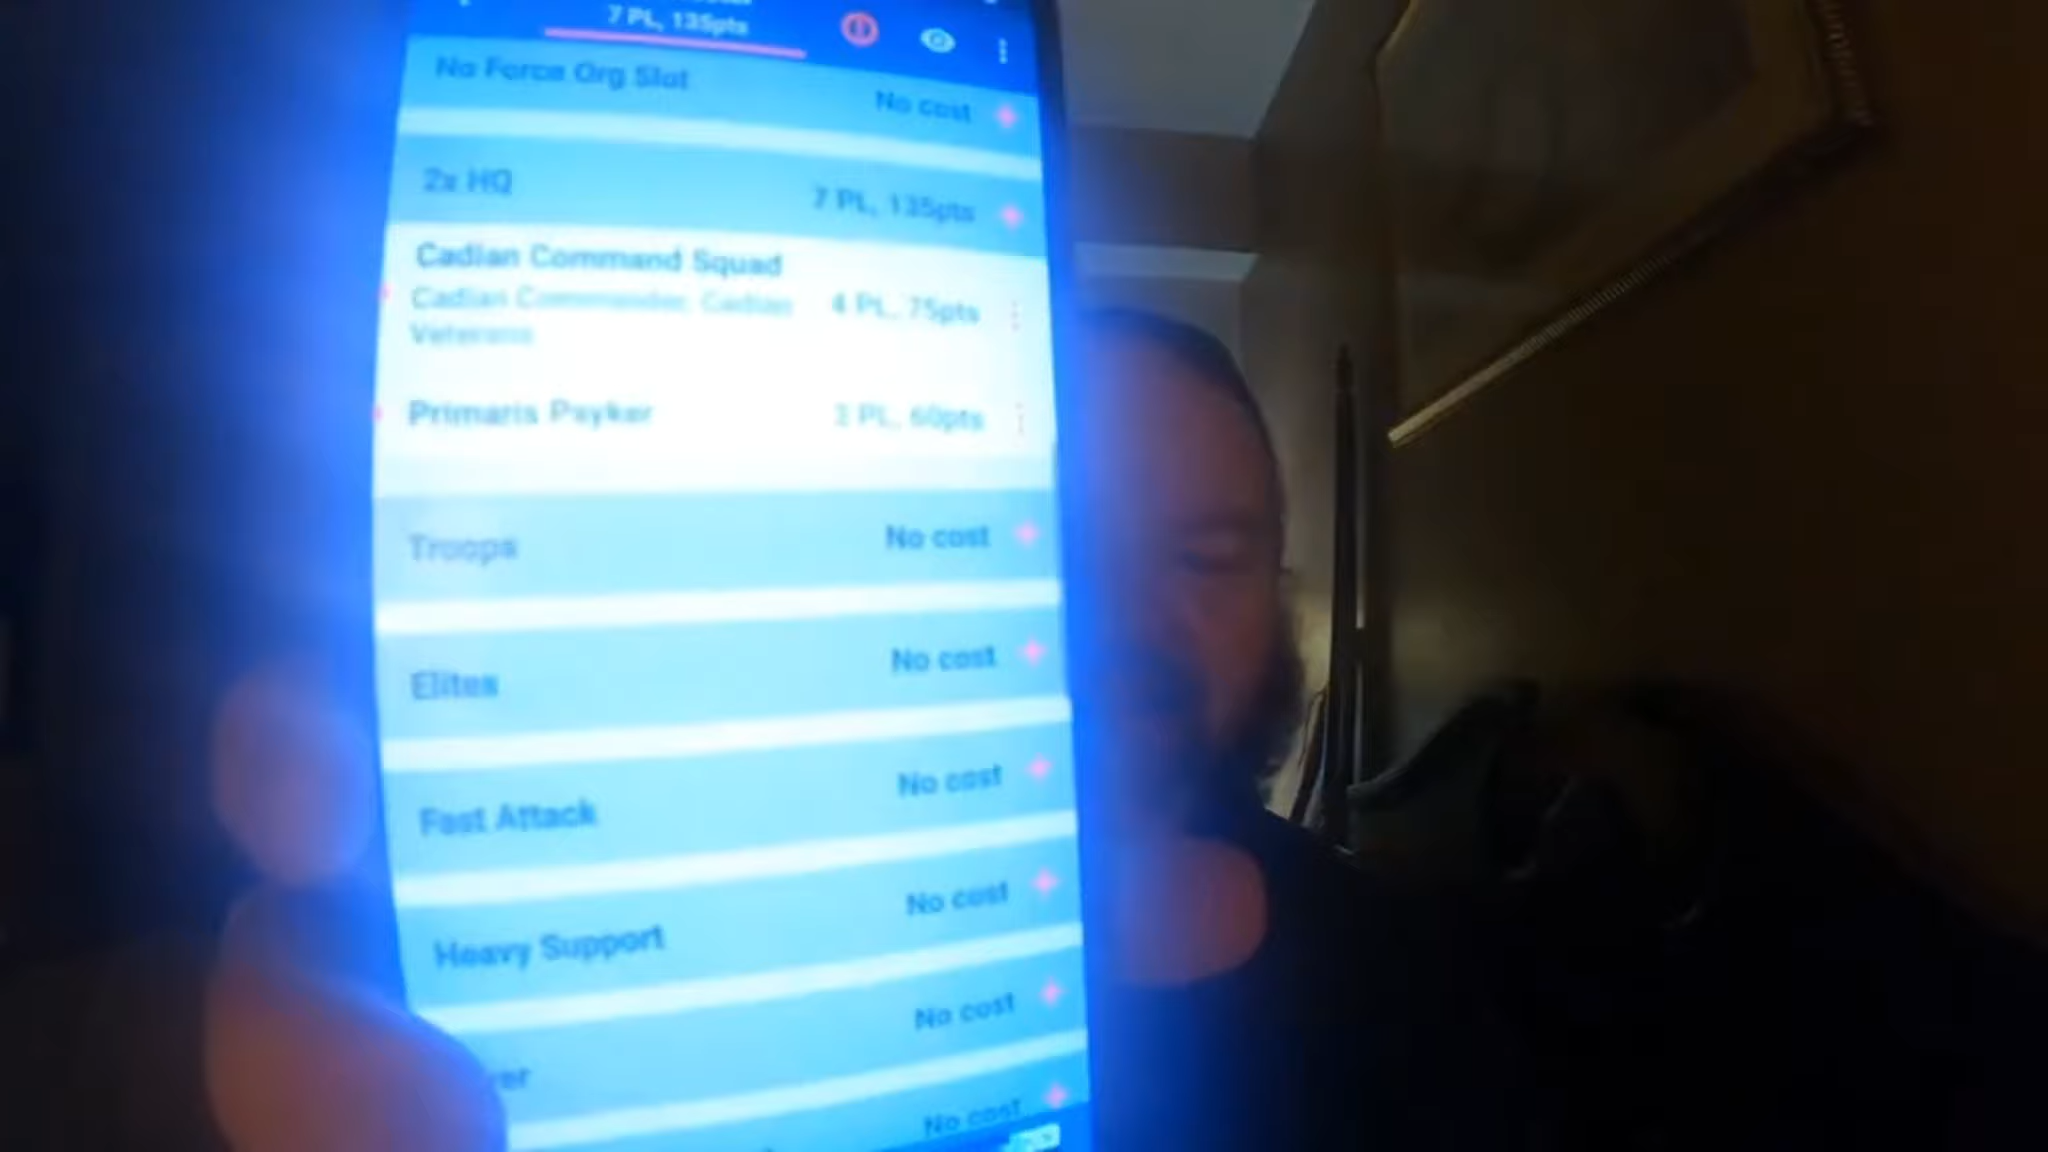 7 PL, 135pts
No Force Org Slot
No cost
2x HQ
7 PL, 135pts
Cadian Command Squad
Cadian Commander, Cadian
Veterans
4 PL, 75pts
Primaris Psyker
60pts
Troops
No cost
Elites
No cost
Fast Attack
No cost
Heavy Support
No cost
No cost
No cost